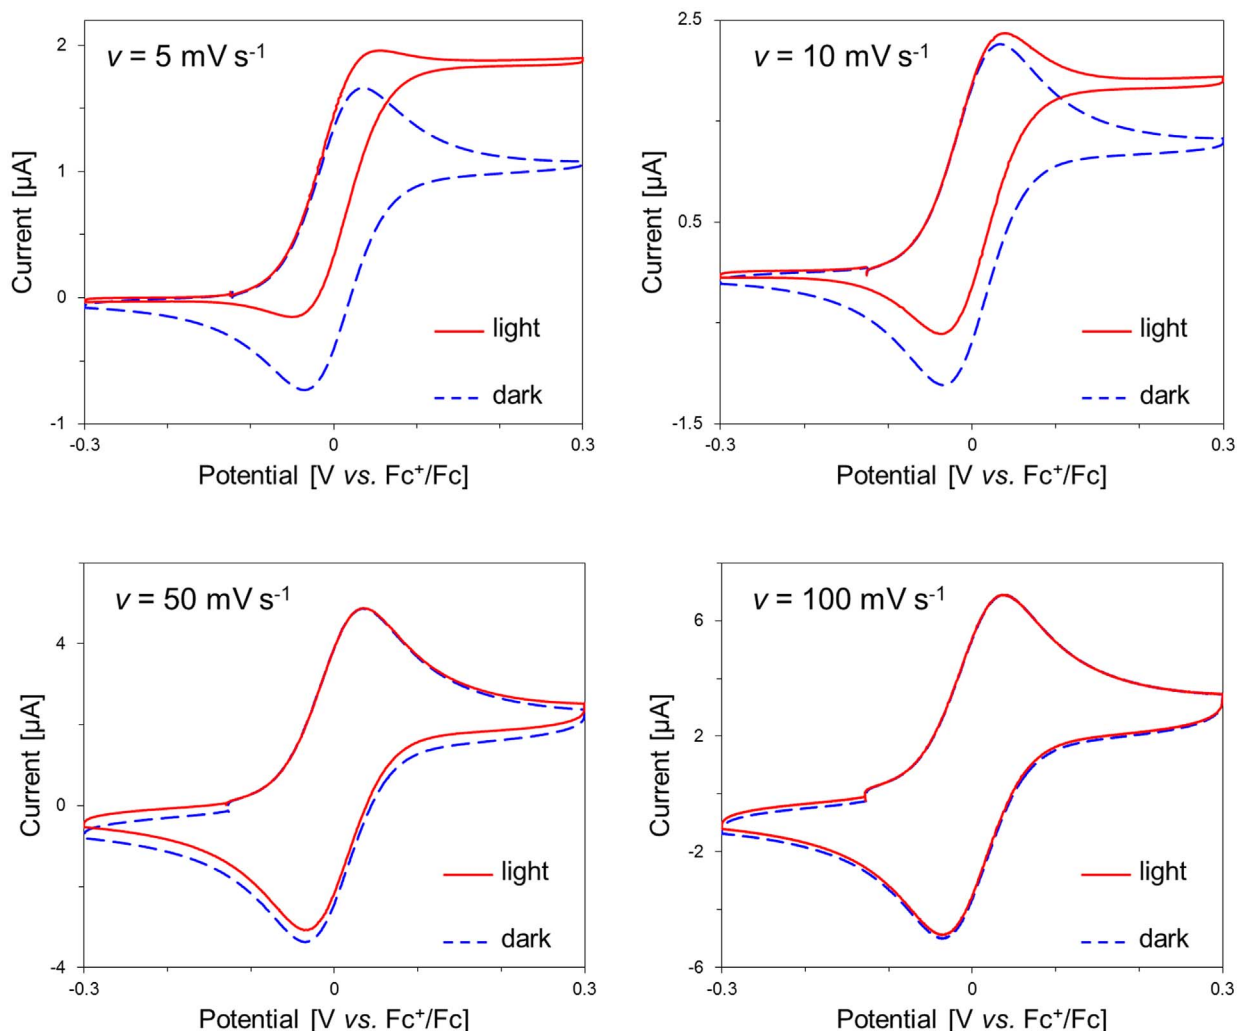 v = 5 mV s⁻¹
2
1
0
-1
-0.3
0
0.3
Current [µA]
Potential [V vs. Fc⁺/Fc]
light
dark
v = 10 mV s⁻¹
2.5
0.5
-1.5
-0.3
0
0.3
Current [µA]
Potential [V vs. Fc⁺/Fc]
light
dark
v = 50 mV s⁻¹
4
0
-4
-0.3
0
0.3
Current [µA]
Potential [V vs. Fc⁺/Fc]
light
dark
v = 100 mV s⁻¹
6
2
-2
-6
-0.3
0
0.3
Current [µA]
Potential [V vs. Fc⁺/Fc]
light
dark